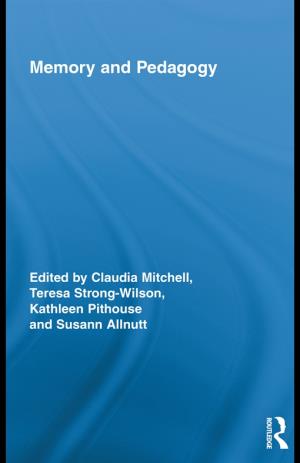 Memory and Pedagogy
Edited by Claudia Mitchell,
Teresa Strong-Wilson,
Kathleen Pithouse
and Susann Allnutt
ROUTLEDGE